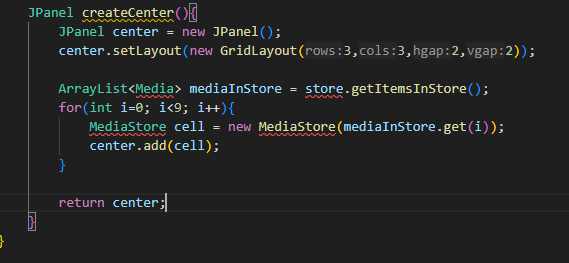 JPanel createCenter(){
JPanel center = new JPanel();
center.setLayout(new GridLayout(rows:3,cols:3,hgap:2,vgap:2));
ArrayList<Media> mediaInStore = store.getItemsInStore();
for(int i=0; i<9; i++){
MediaStore cell = new MediaStore(mediaInStore.get(i));
center.add(cell);
}
return center;
}
}